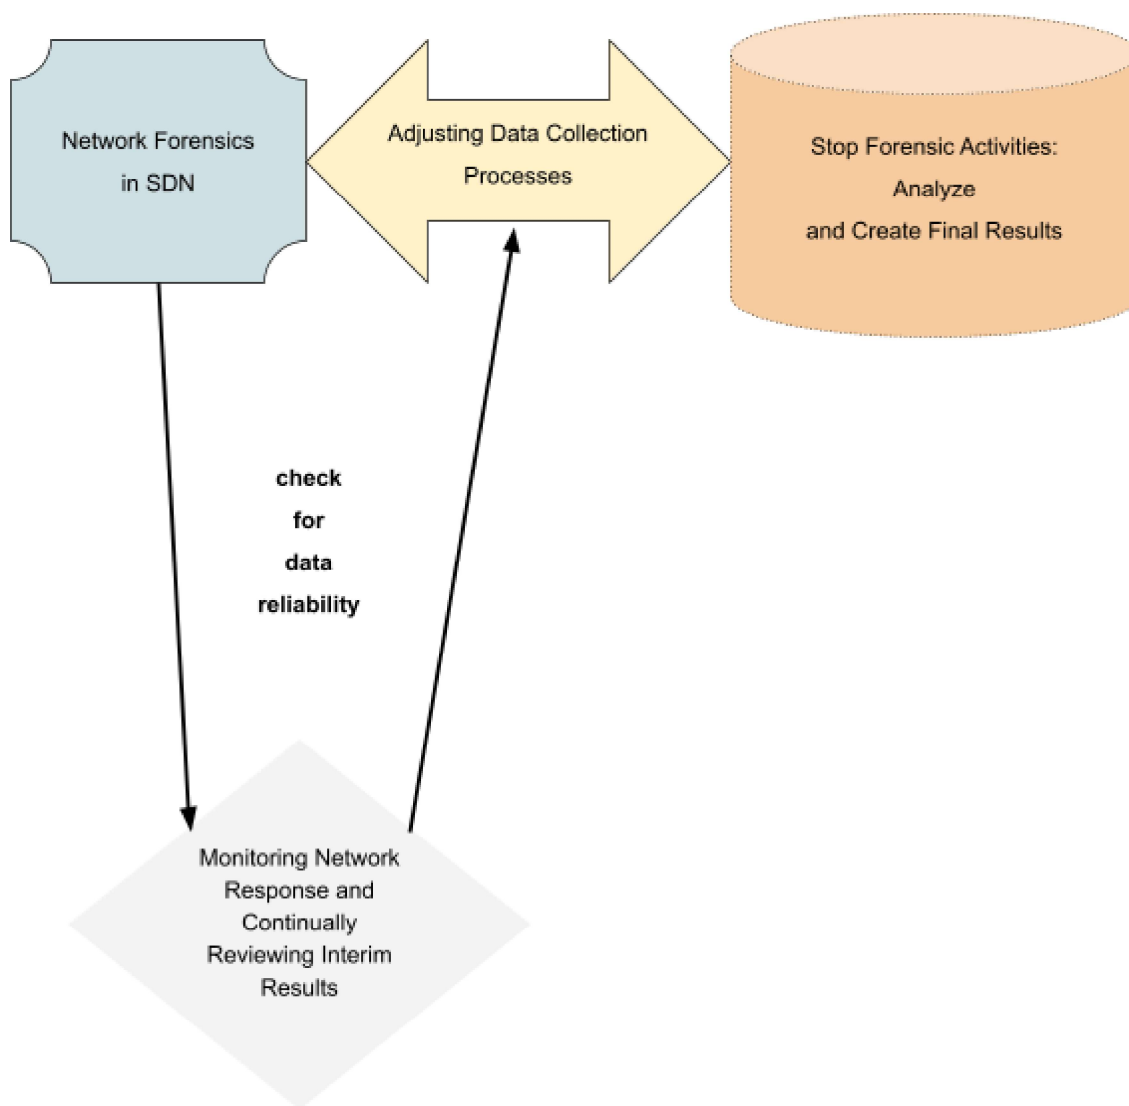 Network Forensics
in SDN
Adjusting Data Collection
Processes
Stop Forensic Activities:
Analyze
and Create Final Results
check
for
data
reliability
Monitoring Network
Response and
Continually
Reviewing Interim
Results